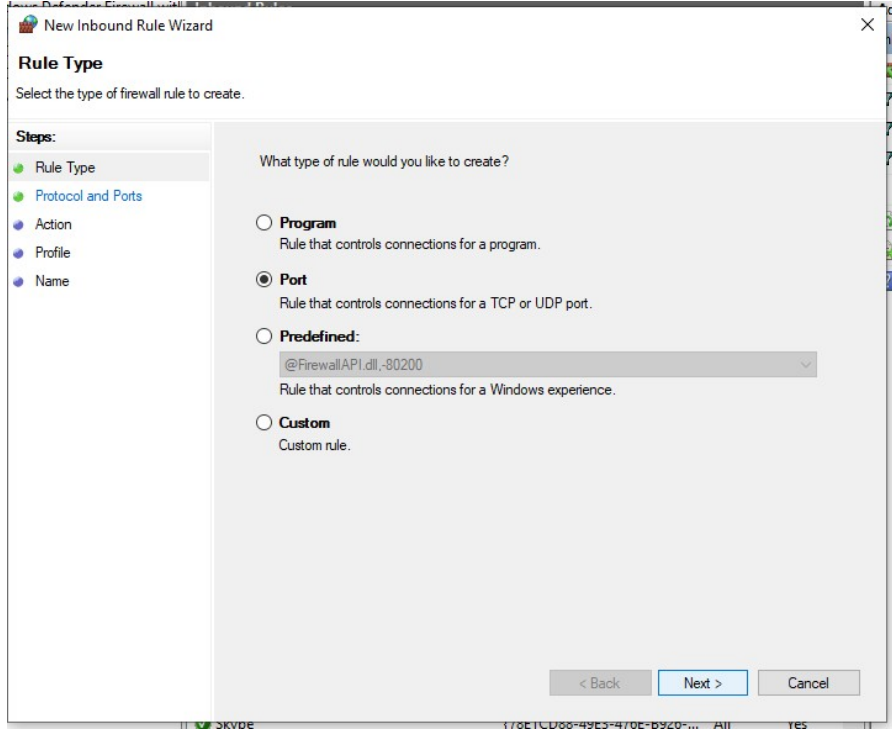 New Inbound Rule Wizard
Rule Type
Select the type of firewall rule to create.
Steps:
Rule Type
Protocol and Ports
Action
Profile
Name
What type of rule would you like to create?
Program
Rule that controls connections for a program.
Port
Rule that controls connections for a TCP or UDP port.
Predefined:
@FirewallAPI.dll,-80200
Rule that controls connections for a Windows experience.
Custom
Custom rule.
< Back Next > Cancel
Skype All Yes